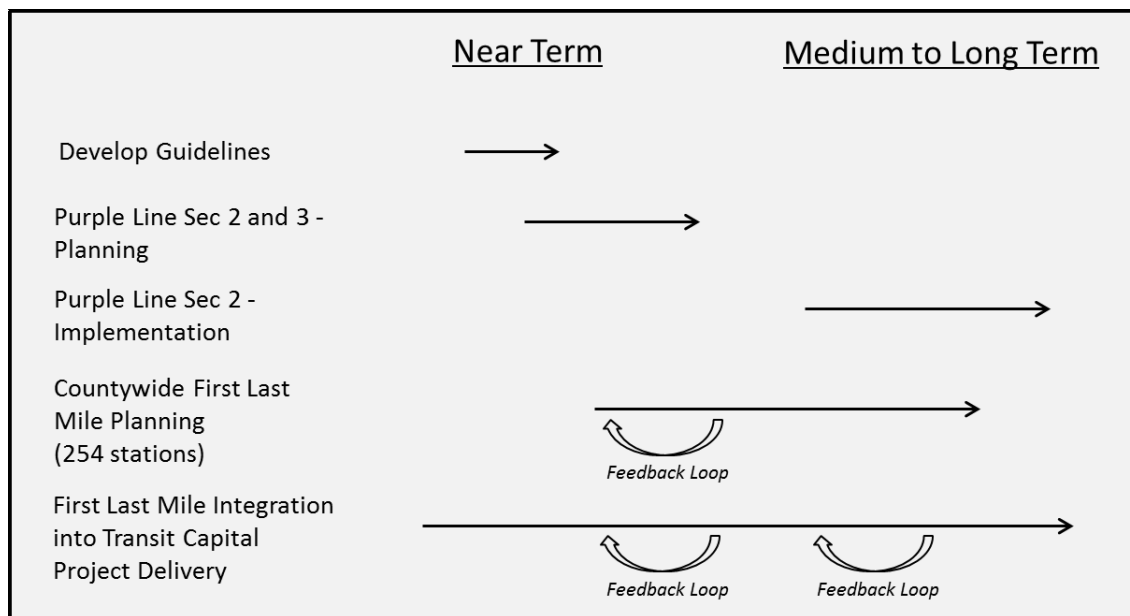 Near Term
Medium to Long Term
Develop Guidelines
Purple Line Sec 2 and 3 -
Planning
Purple Line Sec 2 -
Implementation
Countywide First Last
Mile Planning
(254 stations)
Feedback Loop
First Last Mile Integration
into Transit Capital
Project Delivery
Feedback Loop
Feedback Loop